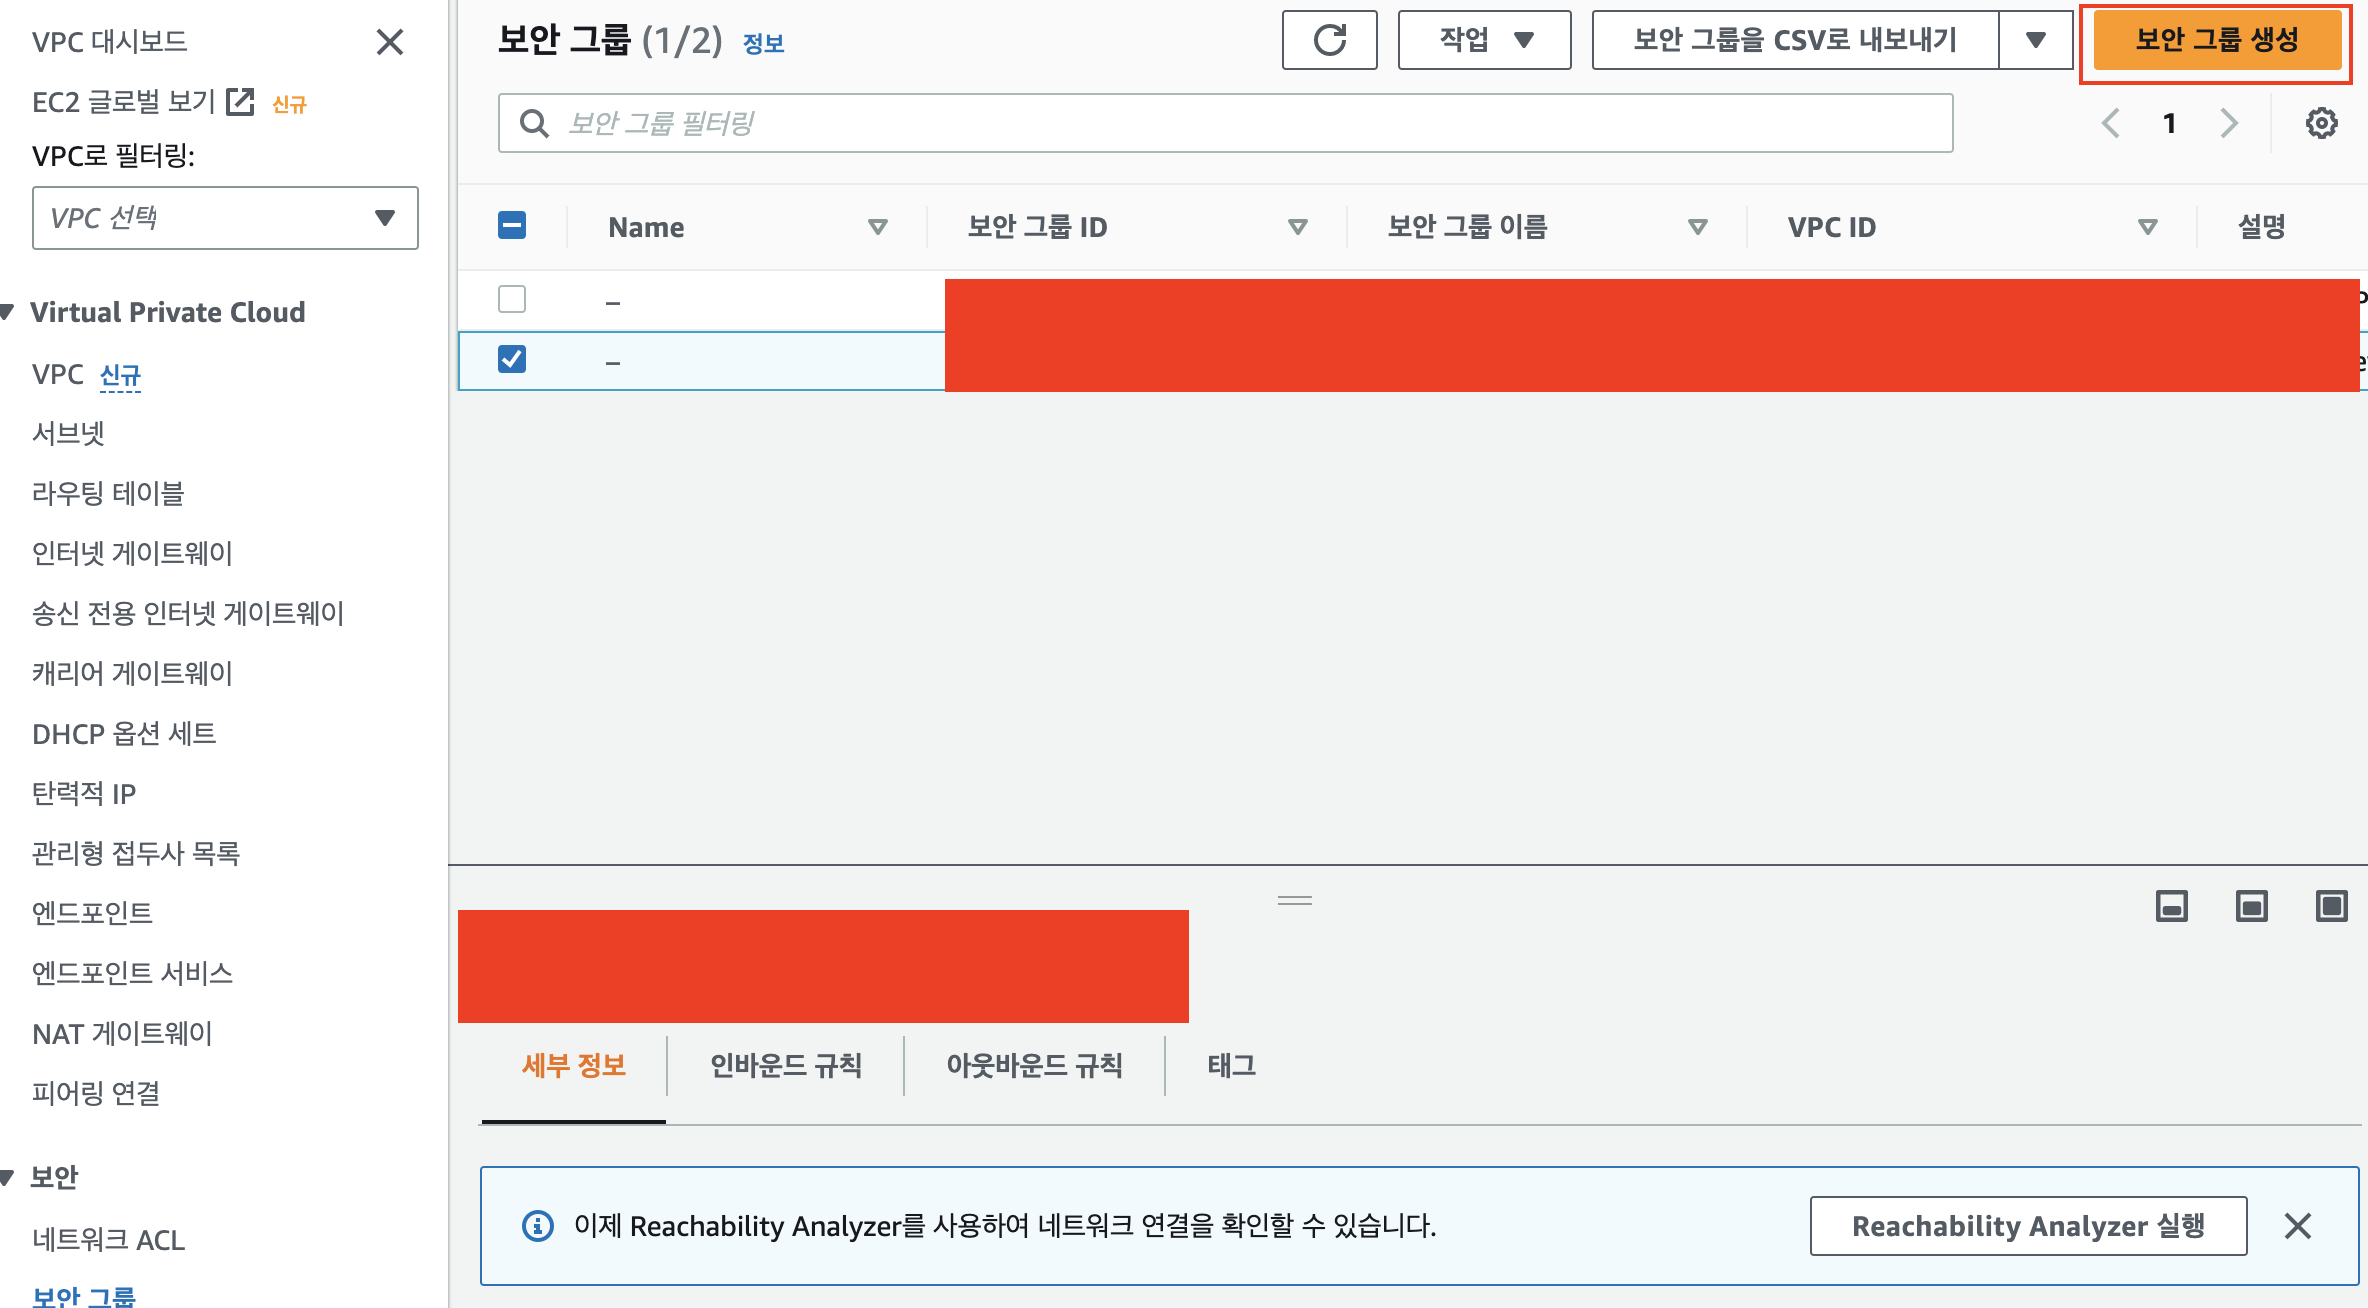 VPC 대시보드
EC2 글로벌 보기 신규
VPC로 필터링:
VPC 선택
Virtual Private Cloud
VPC 신규
서브넷
라우팅 테이블
인터넷 게이트웨이
송신 전용 인터넷 게이트웨이
캐리어 게이트웨이
DHCP 옵션 세트
탄력적 IP
관리형 접두사 목록
엔드포인트
엔드포인트 서비스
NAT 게이트웨이
피어링 연결
보안
네트워크 ACL
보안 그룹
보안 그룹 (1/2) 정보
작업
보안 그룹을 CSV로 내보내기
보안 그룹 생성
보안 그룹 필터링
1
Name 보안 그룹 ID 보안 그룹 이름 VPC ID 설명
–
–
세부 정보 인바운드 규칙 아웃바운드 규칙 태그
이제 Reachability Analyzer를 사용하여 네트워크 연결을 확인할 수 있습니다.
Reachability Analyzer 실행